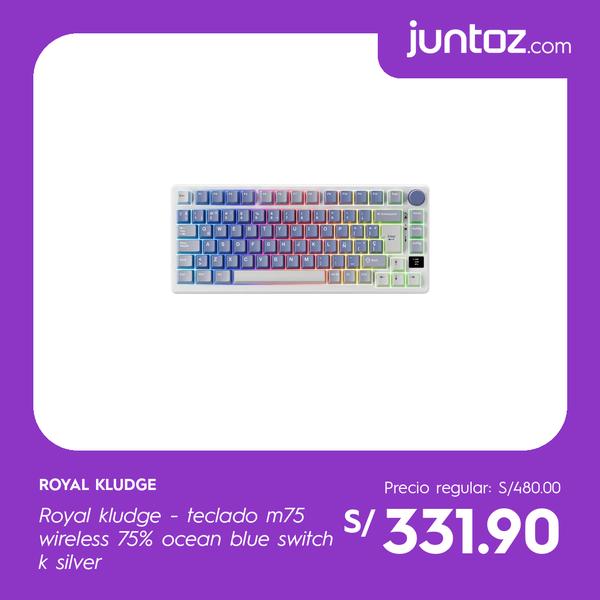 juntoz.com
ROYAL KLUDGE
Royal kludge - teclado m75
wireless 75% ocean blue switch
k silver
Precio regular: S/480.00
S/ 331.90